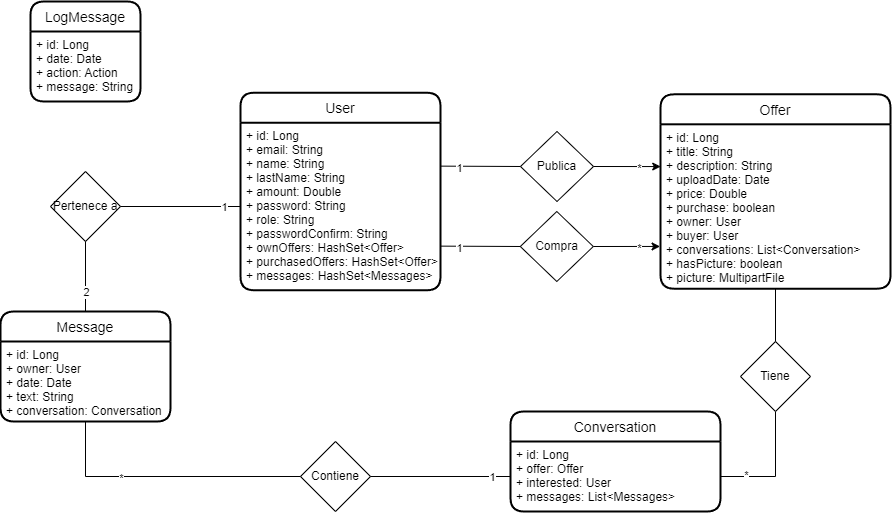 LogMessage
+ id: Long
+ date: Date
+ action: Action
+ message: String
User
+ id: Long
+ email: String
+ name: String
+ lastName: String
+ amount: Double
+ password: String
+ role: String
+ passwordConfirm: String
+ ownOffers: HashSet<Offer>
+ purchasedOffers: HashSet<Offer>
+ messages: HashSet<Messages>
1
Publica
*
1
Compra
*
Offer
+ id: Long
+ title: String
+ description: String
+ uploadDate: Date
+ price: Double
+ purchase: boolean
+ owner: User
+ buyer: User
+ conversations: List<Conversation>
+ hasPicture: boolean
+ picture: MultipartFile
Pertenece a
1
2
Message
+ id: Long
+ owner: User
+ date: Date
+ text: String
+ conversation: Conversation
Tiene
*
Conversation
+ id: Long
+ offer: Offer
+ interested: User
+ messages: List<Messages>
*
Contiene
1